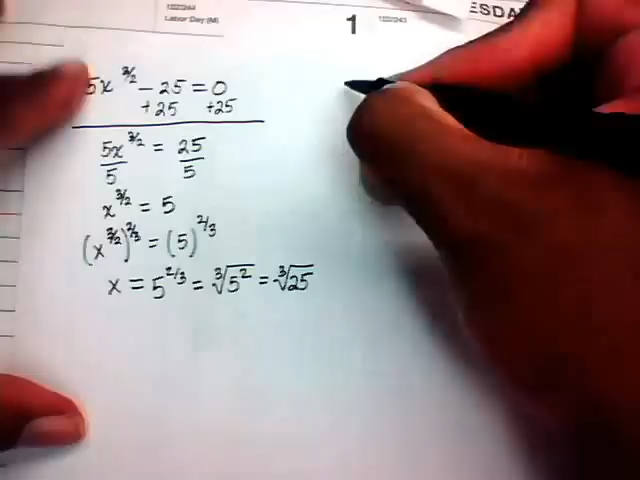 Labor Day (M)
1
ESDA
5x^{3/2} - 25 = 0
+25 +25
5x^{3/2} = 25
5 5
x^{3/2} = 5
(x^{3/2})^{2/3} = (5)^{2/3}
x = 5^{2/3} = ∛5² = ∛25